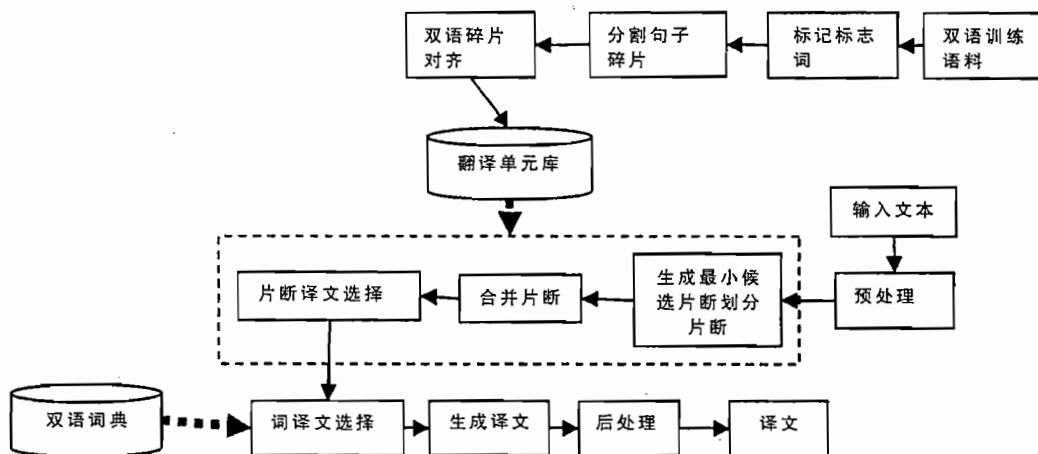 双语碎片
对齐
分割句子
碎片
标记标志
词
双语训练
语料
翻译单元库
输入文本
片断译文选择
合并片断
生成最小候
选片断划分
片断
预处理
双语词典
词译文选择
生成译文
后处理
译文